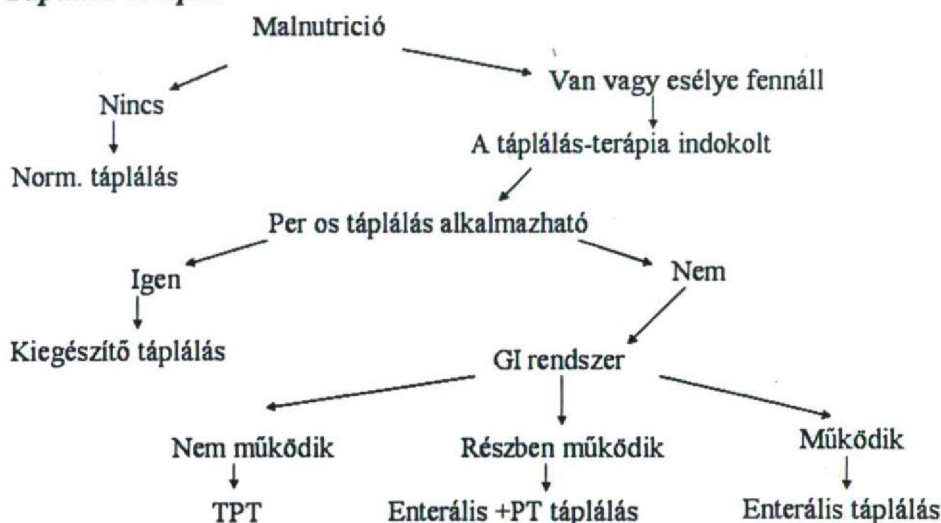 Malnutrició
Nincs
Van vagy esélye fennáll
Norm. táplálás
A táplálás-terápia indokolt
Per os táplálás alkalmazható
Igen
Nem
Kiegészítő táplálás
GI rendszer
Nem működik
Részben működik
Működik
TPT
Enterális +PT táplálás
Enterális táplálás